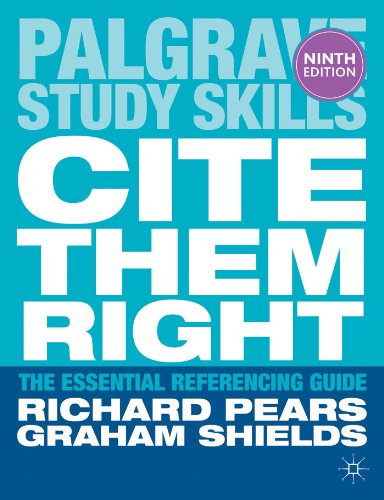 PALGRAVE
STUDY SKILLS
NINTH
EDITION
CITE
THEM
RIGHT
THE ESSENTIAL REFERENCING GUIDE
RICHARD PEARS
GRAHAM SHIELDS